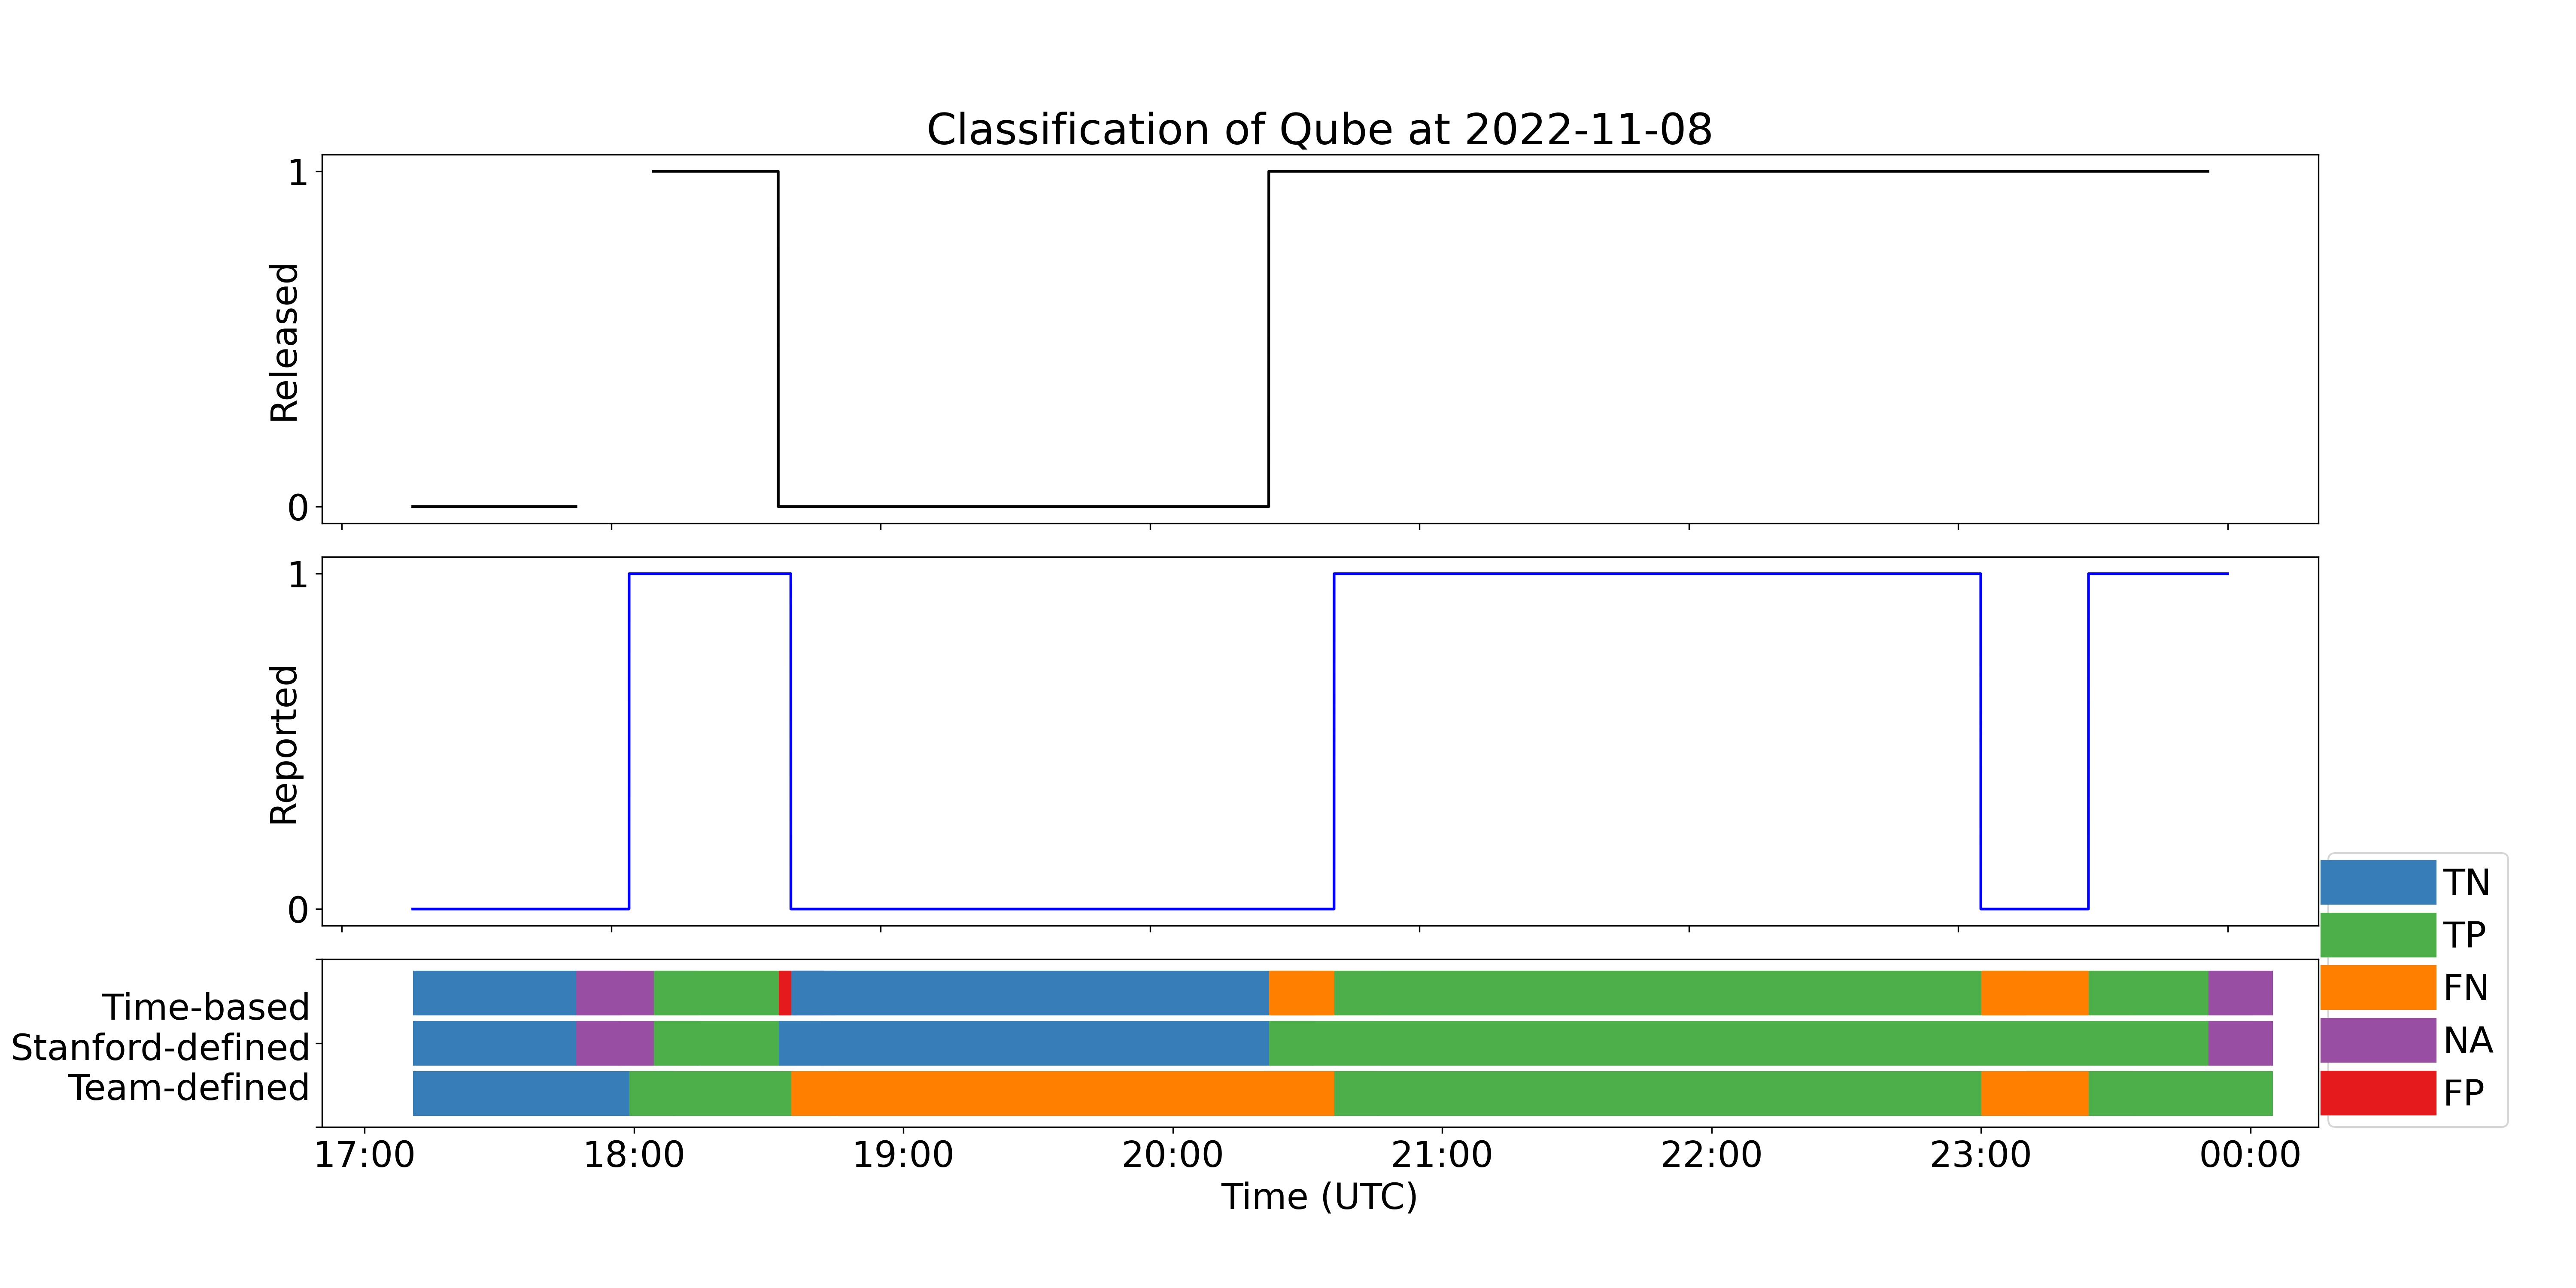 Classification of Qube at 2022-11-08
1
Released
0
1
Reported
0
TN
TP
FN
NA
FP
Time-based
Stanford-defined
Team-defined
17:00 18:00 19:00 20:00 21:00 22:00 23:00 00:00
Time (UTC)